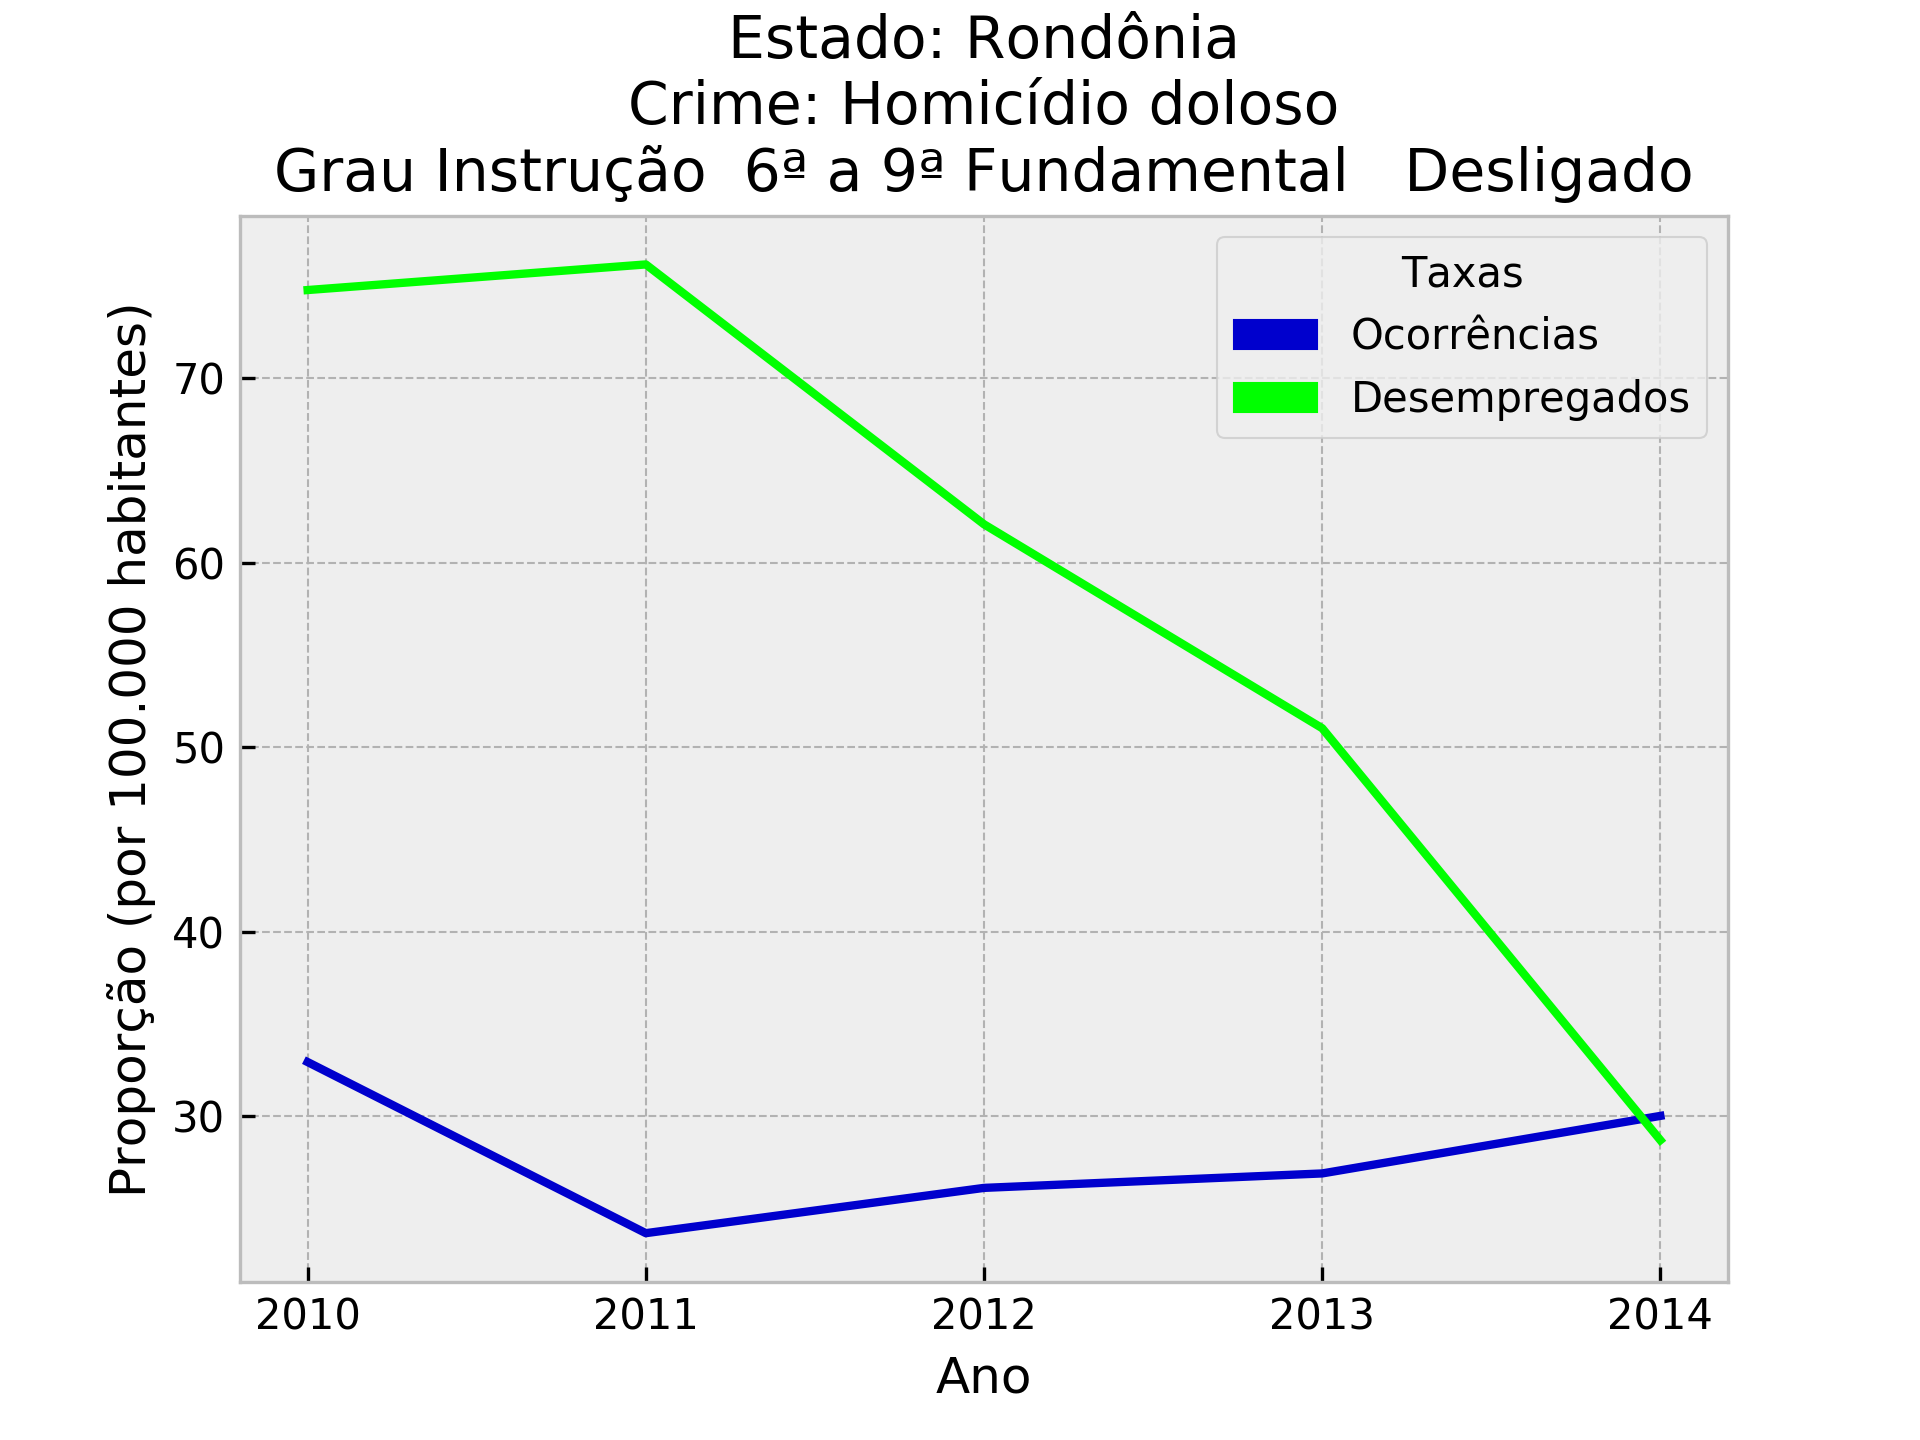 Estado: Rondônia
Crime: Homicídio doloso
Grau Instrução  6ª a 9ª Fundamental   Desligado
Taxas
Ocorrências
Desempregados
Proporção (por 100.000 habitantes)
70
60
50
40
30
2010 2011 2012 2013 2014
Ano